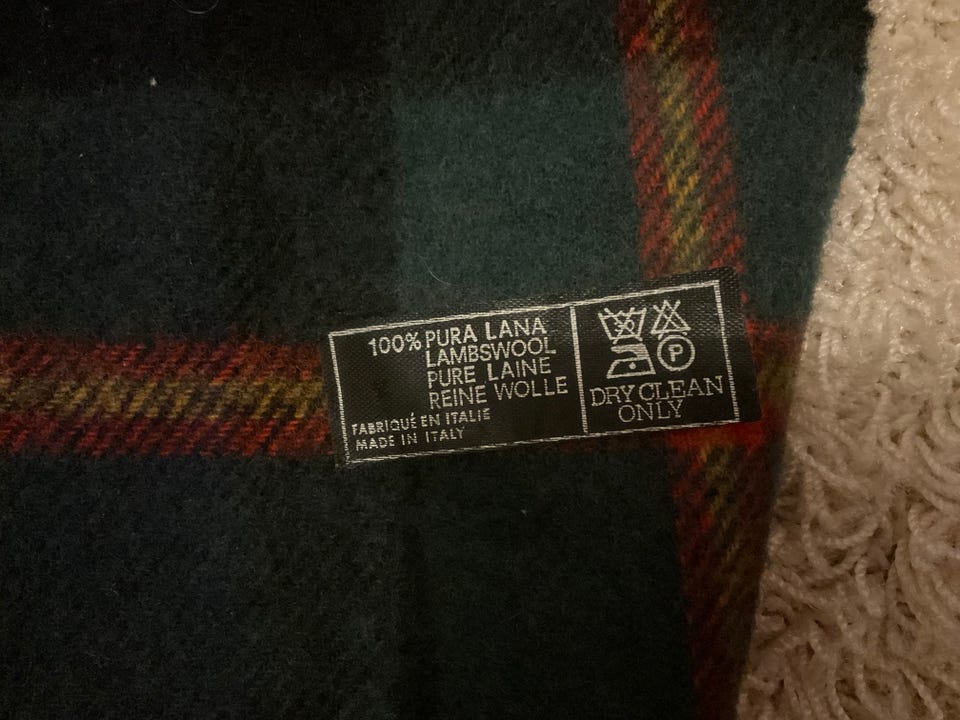 100% PURA LANA
LAMBSWOOL
PURE LAINE
REINE WOLLE
FABRIQUÉ EN ITALIE
MADE IN ITALY
P
DRY CLEAN
ONLY